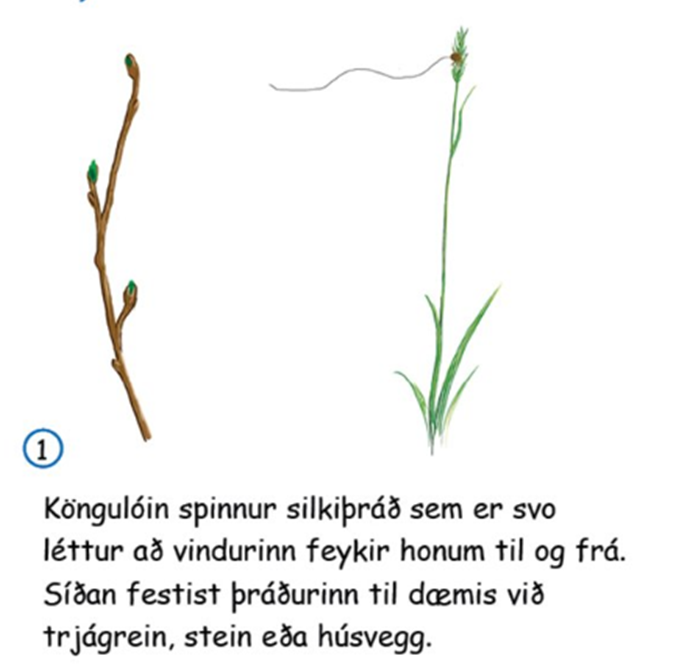 1
Köngulóin spinnur silkiþráð sem er svo
léttur að vindurinn feykir honum til og frá.
Síðan festist þráðurinn til dæmis við
trjágrein, stein eða húsvegg.